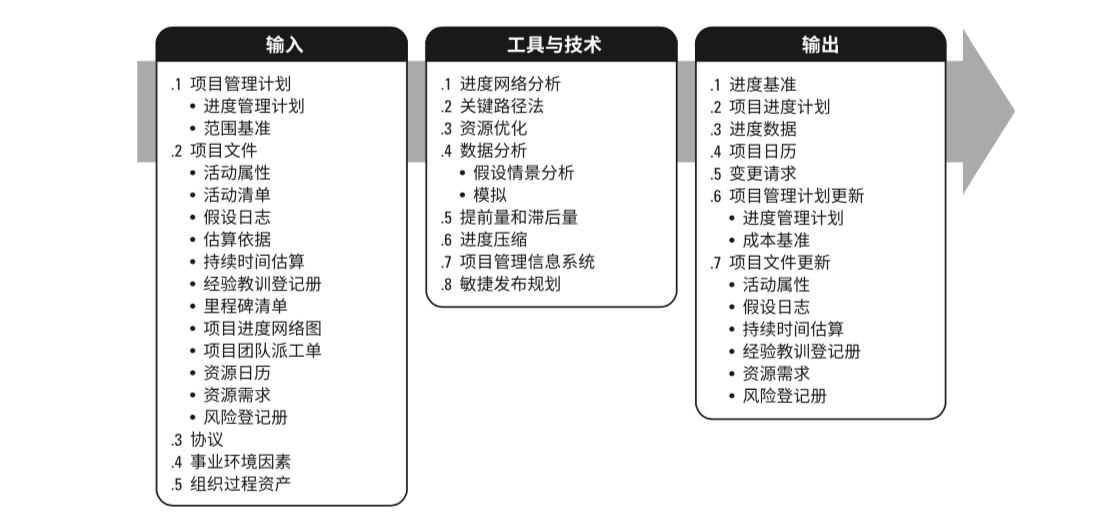 输入
.1 项目管理计划
• 进度管理计划
• 范围基准
.2 项目文件
• 活动属性
• 活动清单
• 假设日志
• 估算依据
• 持续时间估算
• 经验教训登记册
• 里程碑清单
• 项目进度网络图
• 项目团队派工单
• 资源日历
• 资源需求
• 风险登记册
.3 协议
.4 事业环境因素
.5 组织过程资产
工具与技术
.1 进度网络分析
.2 关键路径法
.3 资源优化
.4 数据分析
• 假设情景分析
• 模拟
.5 提前量和滞后量
.6 进度压缩
.7 项目管理信息系统
.8 敏捷发布规划
输出
.1 进度基准
.2 项目进度计划
.3 进度数据
.4 项目日历
.5 变更请求
.6 项目管理计划更新
• 进度管理计划
• 成本基准
.7 项目文件更新
• 活动属性
• 假设日志
• 持续时间估算
• 经验教训登记册
• 资源需求
• 风险登记册